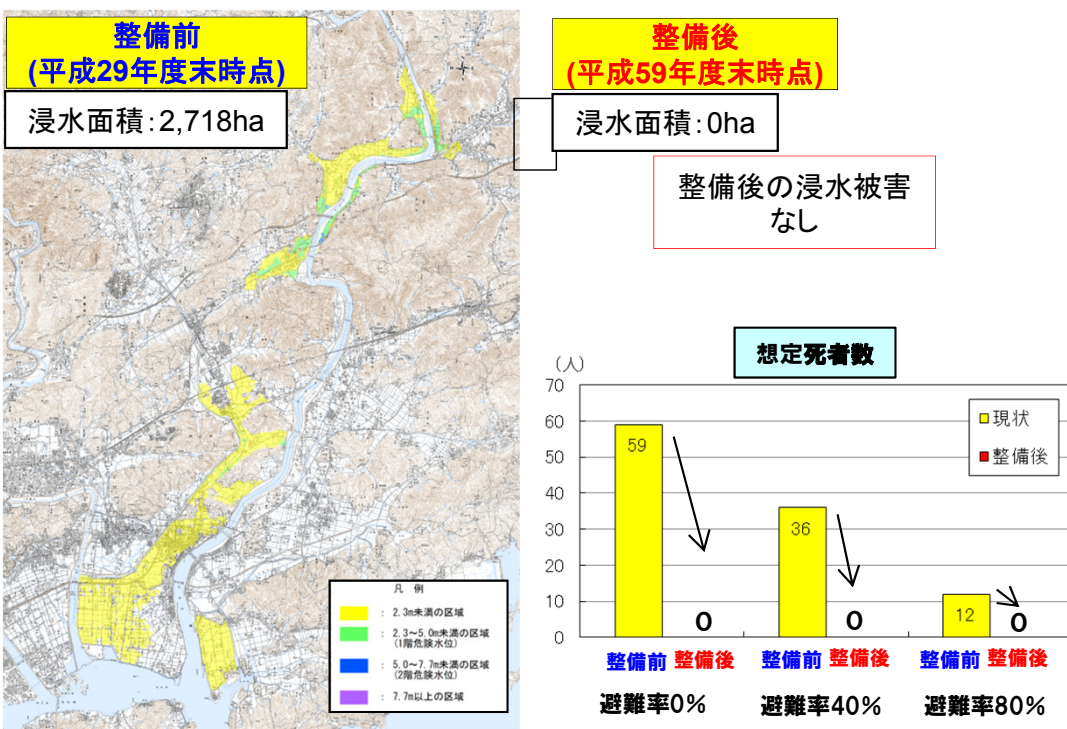 整備前
(平成29年度末時点)
浸水面積：2,718ha
整備後
(平成59年度末時点)
浸水面積：0ha
整備後の浸水被害
なし
想定死者数
(人)
70
60
50
40
30
20
10
0
59
0
36
0
12
0
現状
整備後
整備前 整備後 整備前 整備後 整備前 整備後
避難率0% 避難率40% 避難率80%
凡 例
： 2.3m未満の区域
： 2.3～5.0m未満の区域
(1階危険水位)
： 5.0～7.7m未満の区域
(2階危険水位)
： 7.7m以上の区域